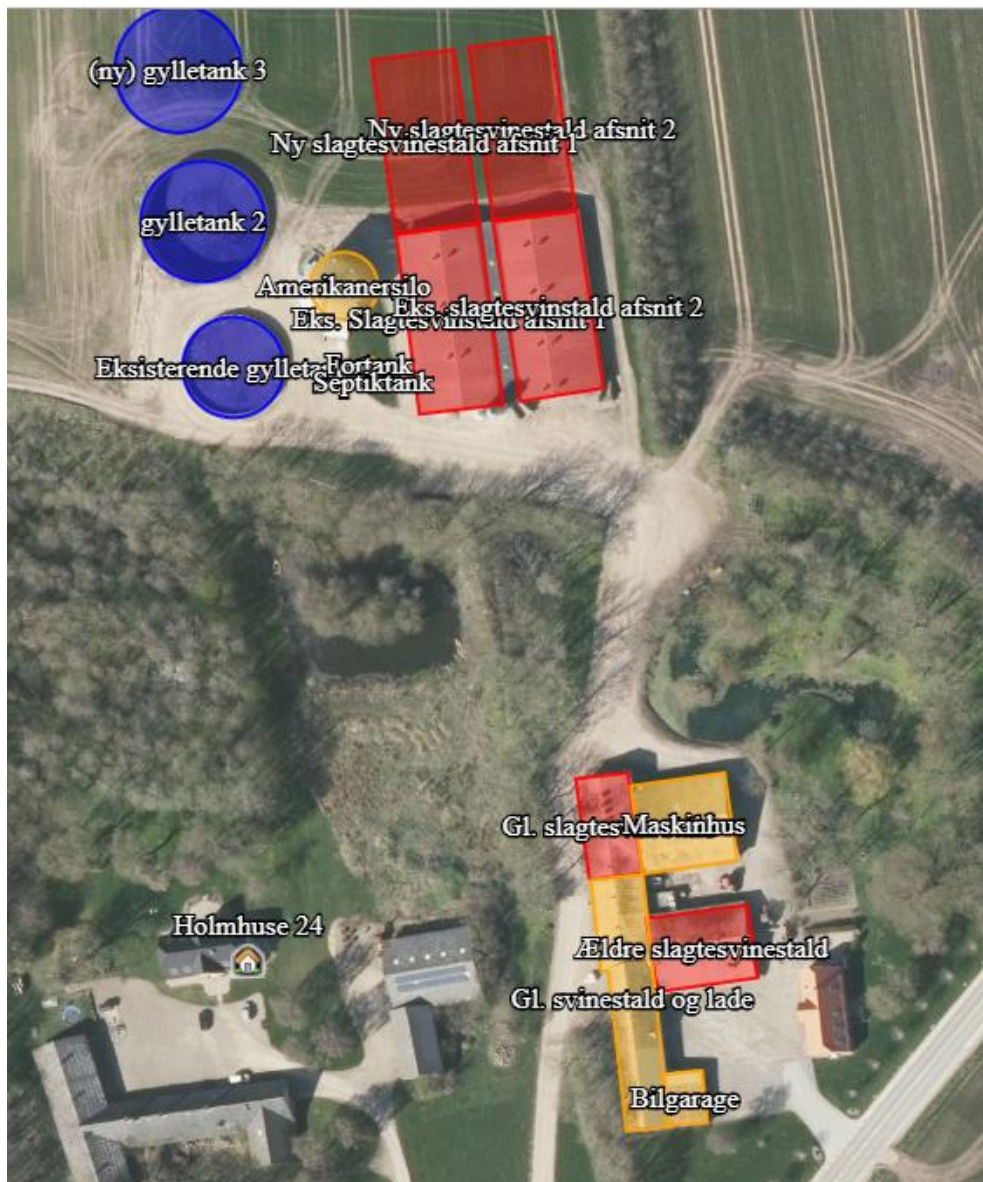 (ny) gylletank 3
Ny slagtesvinestald afsnit 2
Ny slagtesvinestald afsnit 1
gylletank 2
Amerikanersilo
Eks. slagtesvinstald afsnit 2
Eks. Slagtesvinstald afsnit 1
Eksisterende
Fortank
Septiktank
Gl.
Maskinhus
Holmhuse 24
Ældre slagtesvinestald
Gl. svinestald og lade
Bilgarage